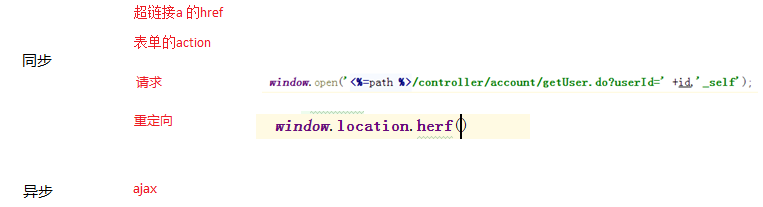 超链接a 的href
表单的action
同步
请求 window.open('<%=path %>/controller/account/getUser.do?userId=' +id,'_self');
重定向 window.location.herf()
异步 ajax